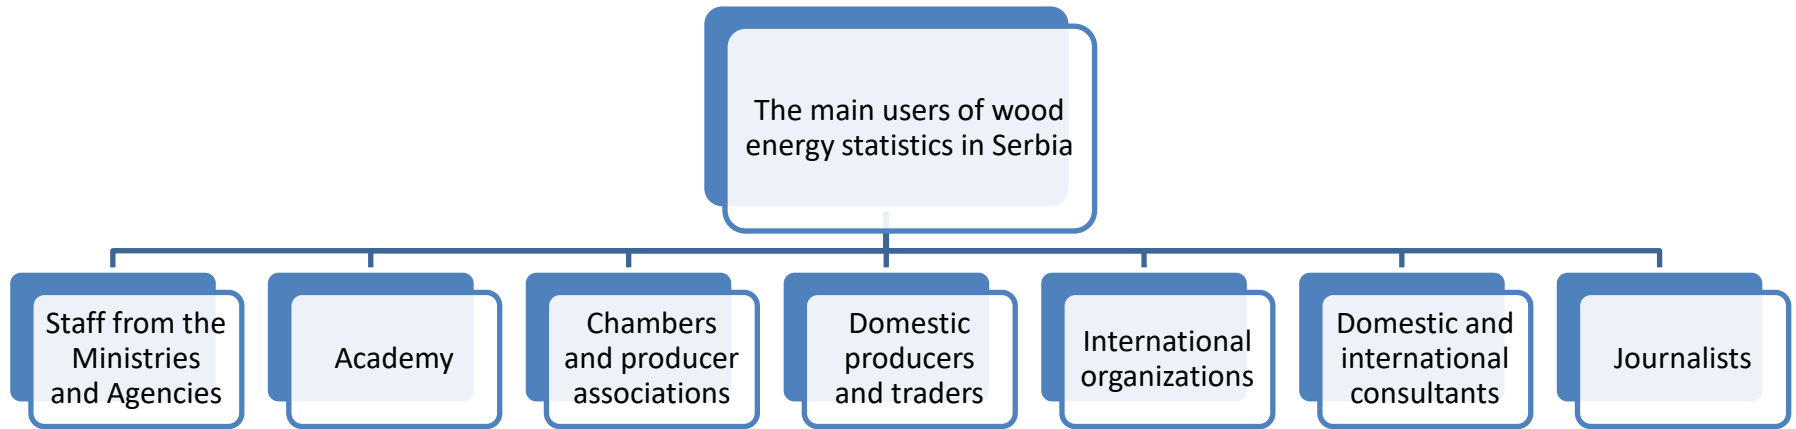 The main users of wood
energy statistics in Serbia
Staff from the
Ministries
and Agencies
Academy
Chambers
and producer
associations
Domestic
producers
and traders
International
organizations
Domestic and
international
consultants
Journalists